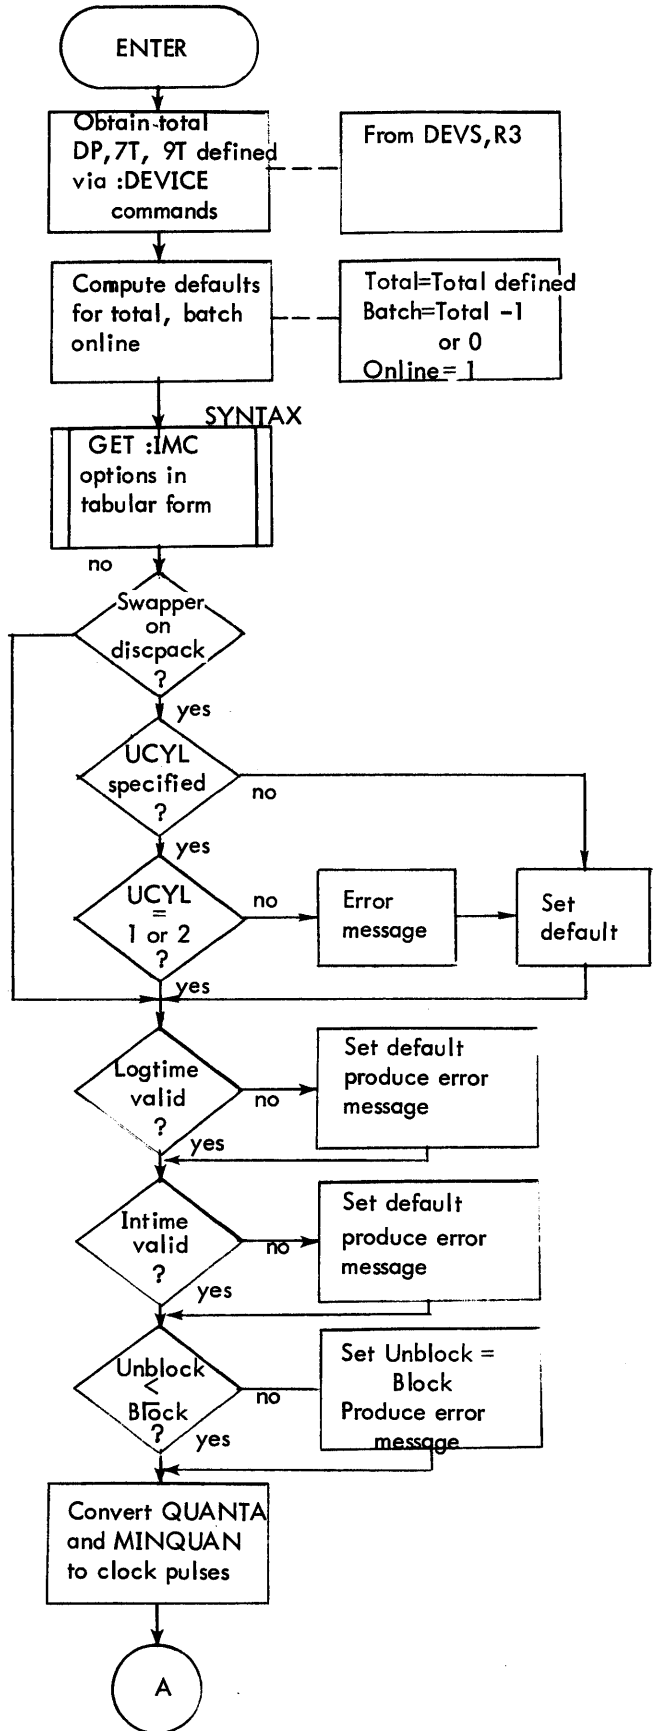 ENTER
Obtain total
DP, 7T, 9T defined
via :DEVICE
commands
From DEVS,R3
Compute defaults
for total, batch
online
Total=Total defined
Batch=Total -1
or 0
Online= 1
SYNTAX
GET :IMC
options in
tabular form
no
Swapper
on
discpack
?
yes
UCYL
specified
?
no
yes
UCYL
=
1 or 2
?
no
Error
message
Set
default
yes
Logtime
valid
?
no
Set default
produce error
message
yes
Intime
valid
?
no
Set default
produce error
message
yes
Unblock
<
Block
?
no
Set Unblock =
Block
Produce error
message
yes
Convert QUANTA
and MINQUAN
to clock pulses
A